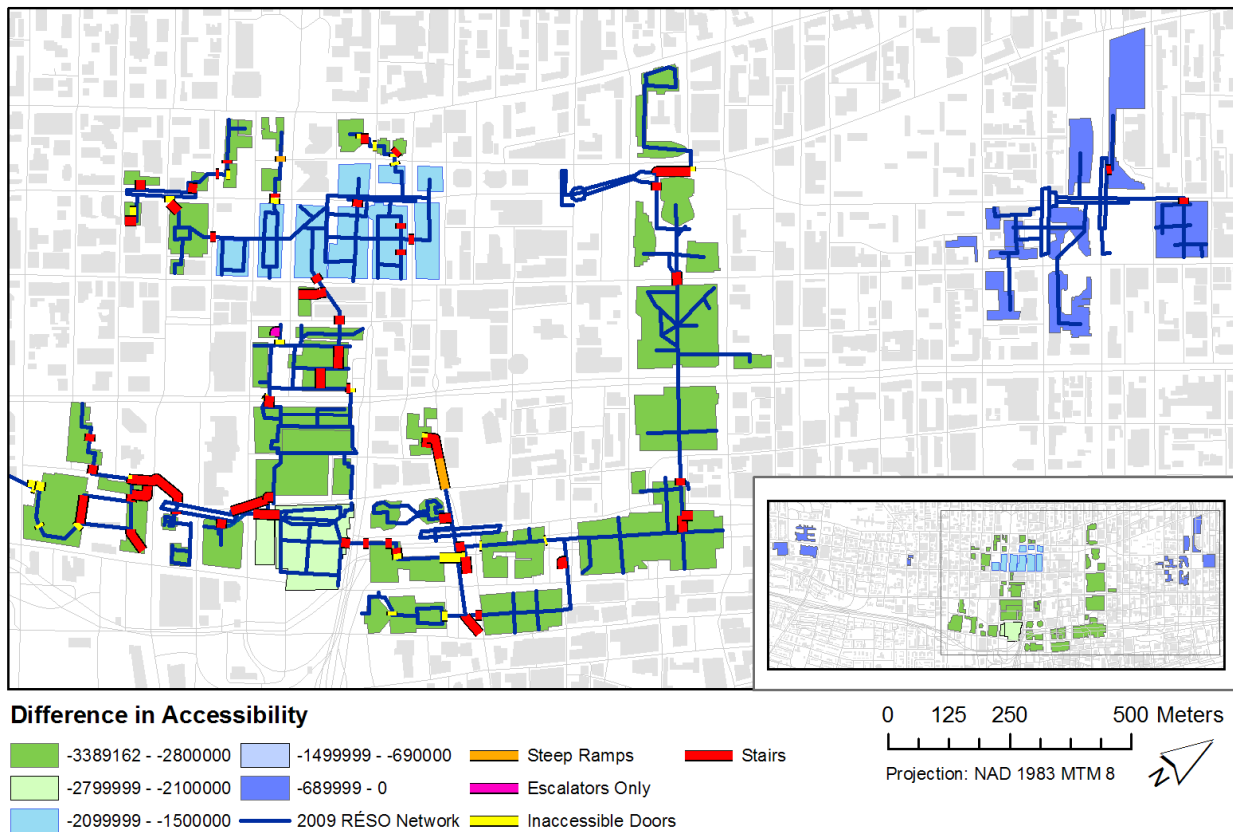 Difference in Accessibility
-3389162 - -2800000
-2799999 - -2100000
-2099999 - -1500000
-1499999 - -690000
-689999 - 0
2009 RÉSO Network
Steep Ramps
Escalators Only
Inaccessible Doors
Stairs
0 125 250 500 Meters
Projection: NAD 1983 MTM 8
N